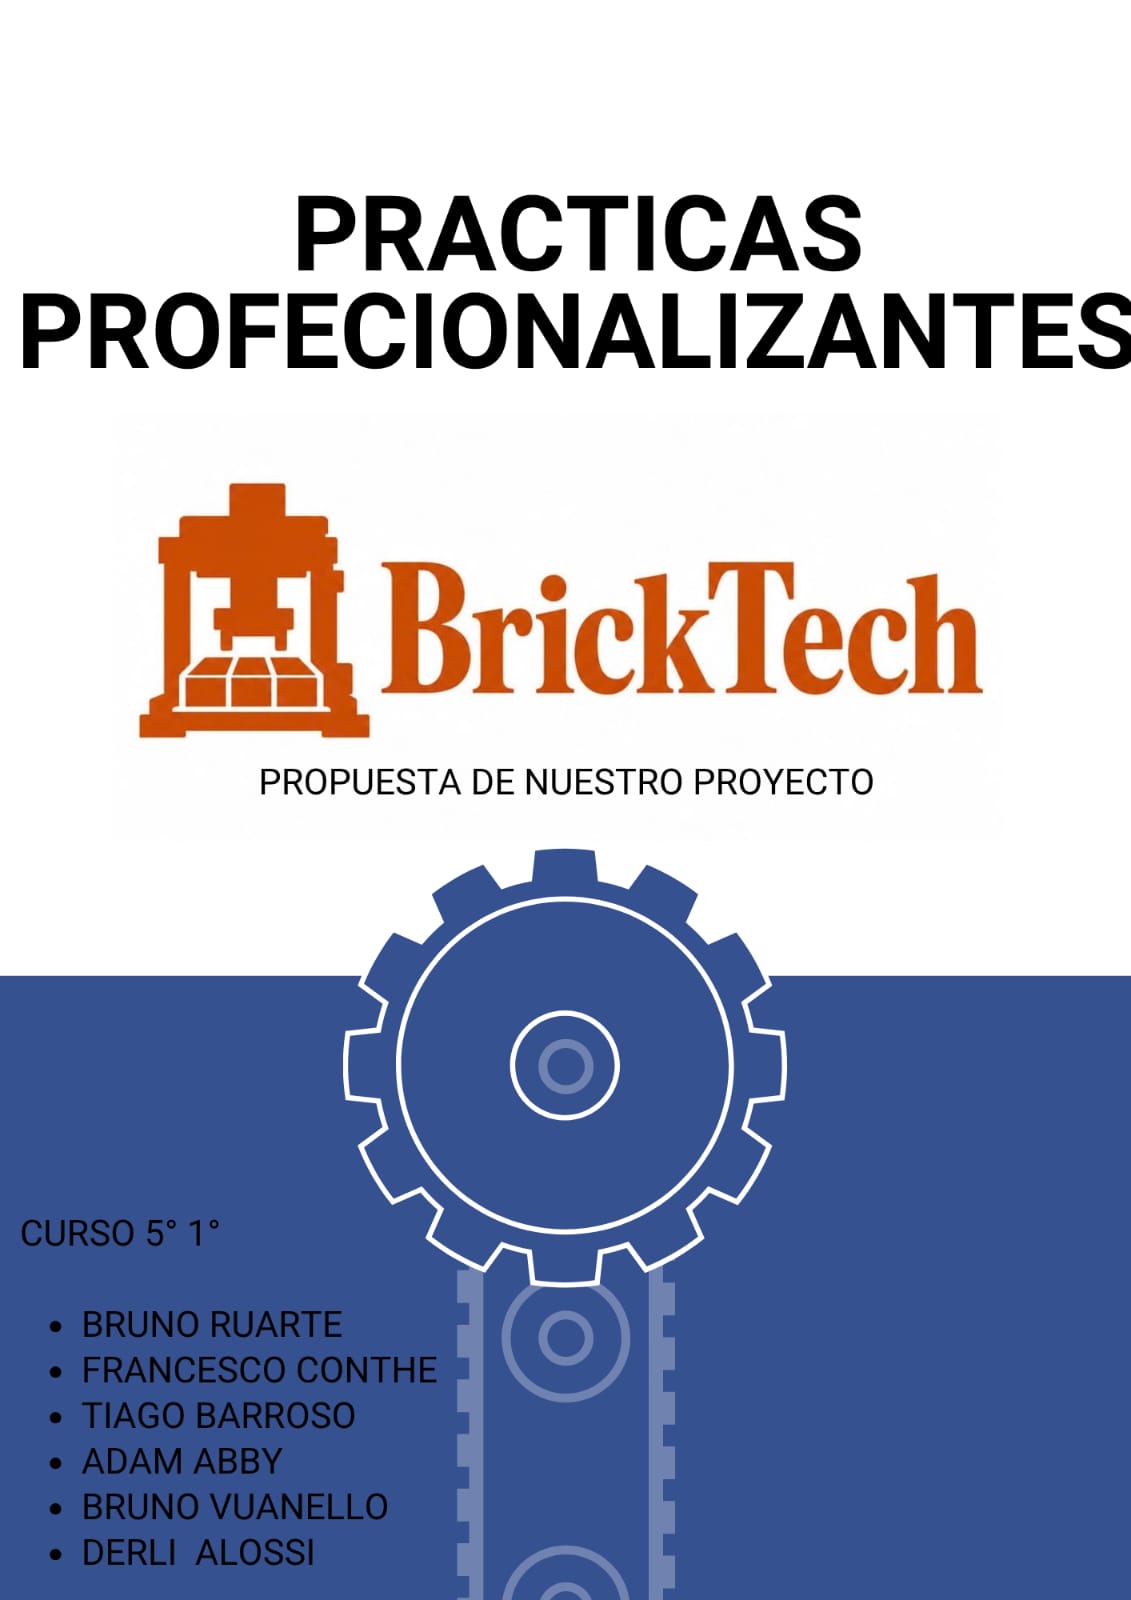 PRACTICAS
PROFECIONALIZANTES
BrickTech
PROPUESTA DE NUESTRO PROYECTO
CURSO 5° 1°
• BRUNO RUARTE
• FRANCESCO CONTHE
• TIAGO BARROSO
• ADAM ABBY
• BRUNO VUANELLO
• DERLI  ALOSSI